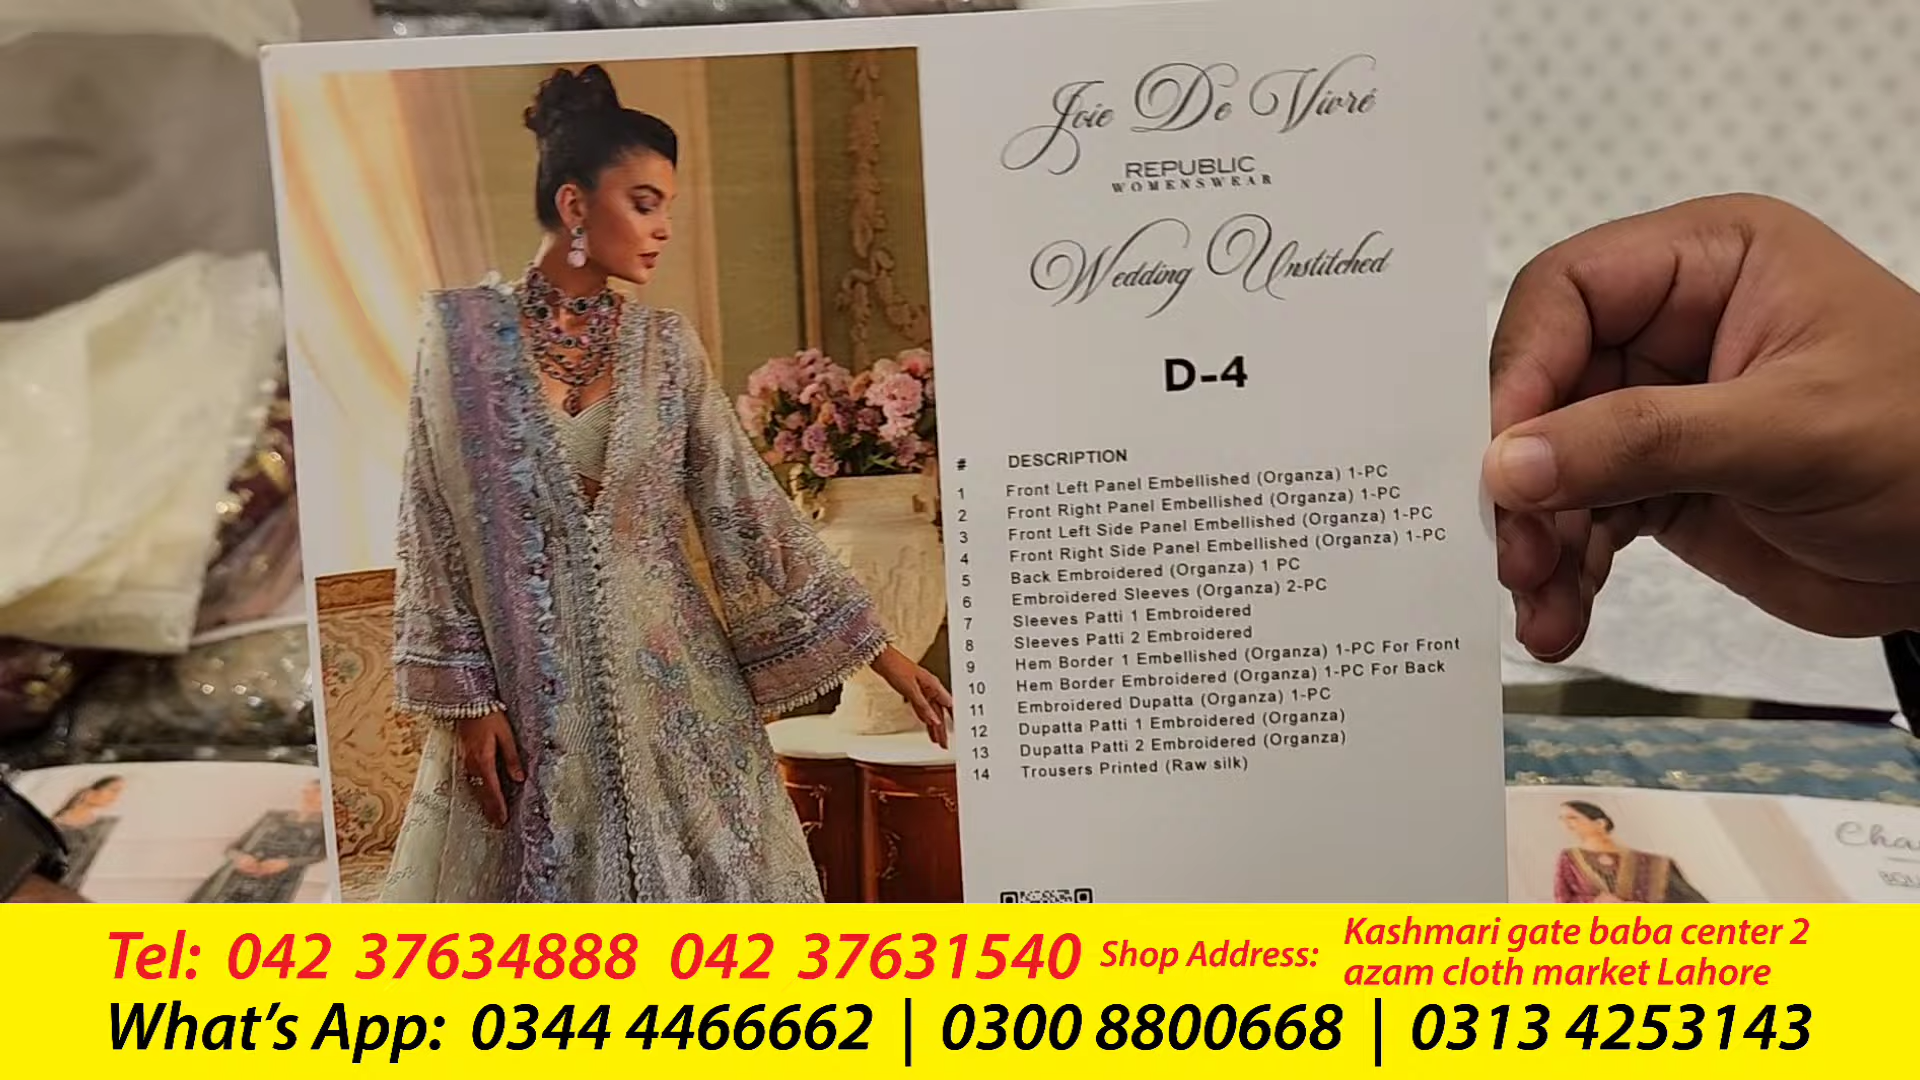 Joie De Vivré
REPUBLIC
WOMENSWEAR
Wedding Unstitched
D-4
# DESCRIPTION
1 Front Left Panel Embellished (Organza) 1-PC
2 Front Right Panel Embellished (Organza) 1-PC
3 Front Left Side Panel Embellished (Organza) 1-PC
4 Front Right Side Panel Embellished (Organza) 1-PC
5 Back Embroidered (Organza) 1 PC
6 Embroidered Sleeves (Organza) 2-PC
7 Sleeves Patti 1 Embroidered
8 Sleeves Patti 2 Embroidered
9 Hem Border 1 Embellished (Organza) 1-PC For Front
10 Hem Border Embroidered (Organza) 1-PC For Back
11 Embroidered Dupatta (Organza) 1-PC
12 Dupatta Patti 1 Embroidered (Organza)
13 Dupatta Patti 2 Embroidered (Organza)
14 Trousers Printed (Raw silk)
Tel: 042 37634888 042 37631540 Shop Address: Kashmari gate baba center 2
azam cloth market Lahore
What's App: 0344 4466662 | 0300 8800668 | 0313 4253143